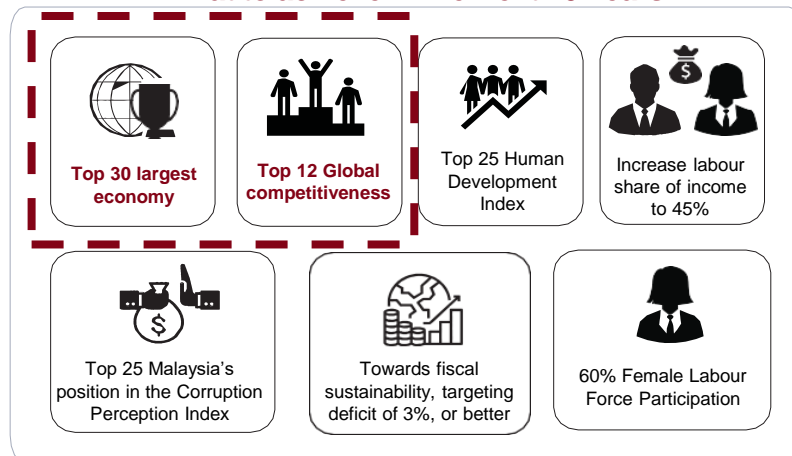 Top 30 largest
economy
Top 12 Global
competitiveness
Top 25 Human
Development
Index
$
Increase labour
share of income
to 45%
$
Top 25 Malaysia's
position in the Corruption
Perception Index
Towards fiscal
sustainability, targeting
deficit of 3%, or better
60% Female Labour
Force Participation